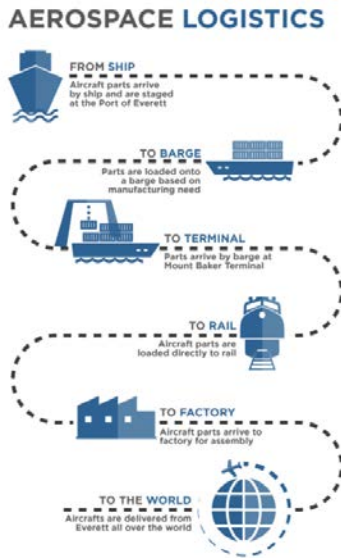 AEROSPACE LOGISTICS
FROM SHIP
Aircraft parts arrive
by ship and are staged
at the Port of Everett
TO BARGE
Parts are loaded onto
a barge based on
manufacturing need
TO TERMINAL
Parts arrive by barge at
Mount Baker Terminal
TO RAIL
Aircraft parts are
loaded directly to rail
TO FACTORY
Aircraft parts arrive to
factory for assembly
TO THE WORLD
Aircrafts are delivered from
Everett all over the world